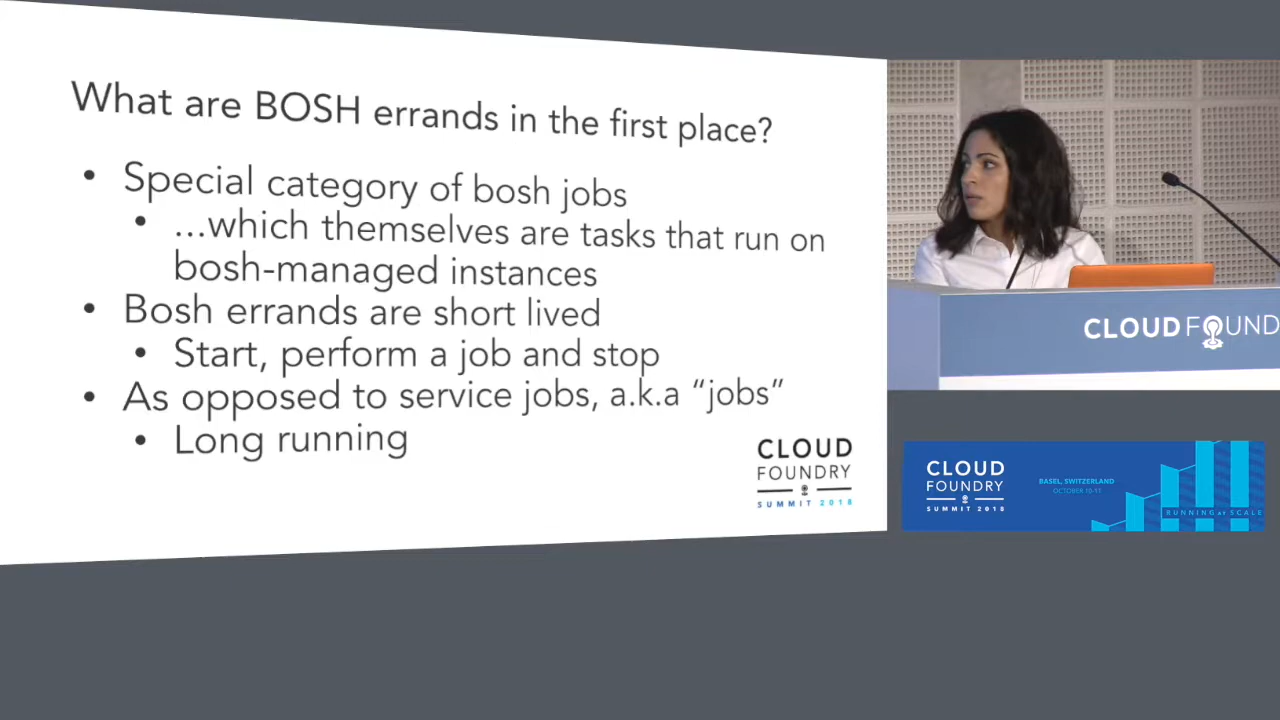 What are BOSH errands in the first place?
• Special category of bosh jobs
• ...which themselves are tasks that run on
bosh-managed instances
• Bosh errands are short lived
• Start, perform a job and stop
• As opposed to service jobs, a.k.a “jobs”
• Long running
CLOUD
FOUNDRY
SUMMIT 2018
CLOUD FOUND
CLOUD
FOUNDRY
SUMMIT 2018
BASEL, SWITZERLAND
OCTOBER 10-11
RUNNING AT SCALE